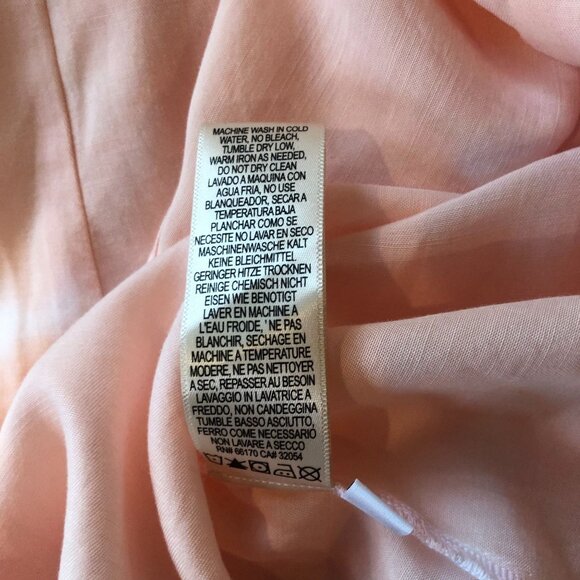 MACHINE WASH IN COLD
WATER, NO BLEACH,
TUMBLE DRY LOW,
WARM IRON AS NEEDED,
DO NOT DRY CLEAN
LAVADO A MAQUINA CON
AGUA FRIA, NO USE
BLANQUEADOR, SECAR A
TEMPERATURA BAJA
PLANCHAR COMO SE
NECESITE NO LAVAR EN SECO
MASCHINENWASCHE KALT
KEINE BLEICHMITTEL.
GERINGER HITZE TROCKNEN
REINIGE CHEMISCH NICHT
EISEN WIE BENOTIGT
LAVER EN MACHINE A
L'EAU FROIDE, ' NE PAS
BLANCHIR, SECHAGE EN
MACHINE A TEMPERATURE
MODERE, NE PAS NETTOYER
A SEC, REPASSER AU BESOIN
LAVAGGIO IN LAVATRICE A
FREDDO, NON CANDEGGINA
TUMBLE BASSO ASCIUTTO,
FERRO COME NECESSARIO
NON LAVARE A SECCO
RN# 66170 CA# 32054